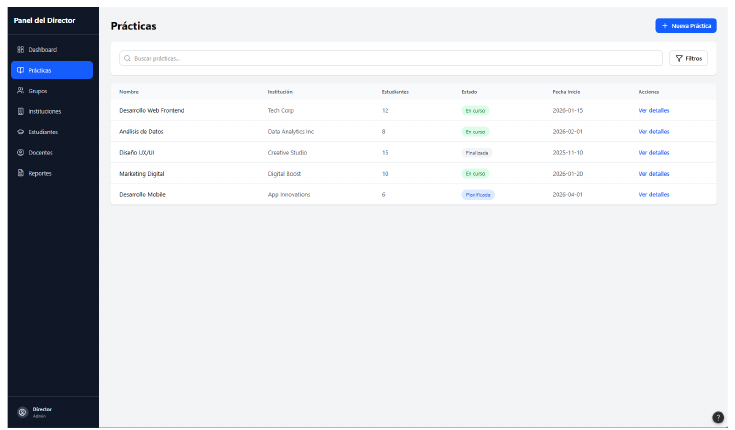 Panel del Director
Dashboard
Prácticas
Grupos
Instituciones
Estudiantes
Docentes
Reportes
Director
Admin
Prácticas
+ Nueva Práctica
Buscar prácticas...
Filtros
Nombre Institución Estudiantes Estado Fecha Inicio Acciones
Desarrollo Web Frontend Tech Corp 12 En curso 2026-01-15 Ver detalles
Análisis de Datos Data Analytics Inc 8 En curso 2026-02-01 Ver detalles
Diseño UX/UI Creative Studio 15 Finalizada 2025-11-10 Ver detalles
Marketing Digital Digital Boost 10 En curso 2026-01-20 Ver detalles
Desarrollo Mobile App Innovations 6 Planificada 2026-04-01 Ver detalles
?